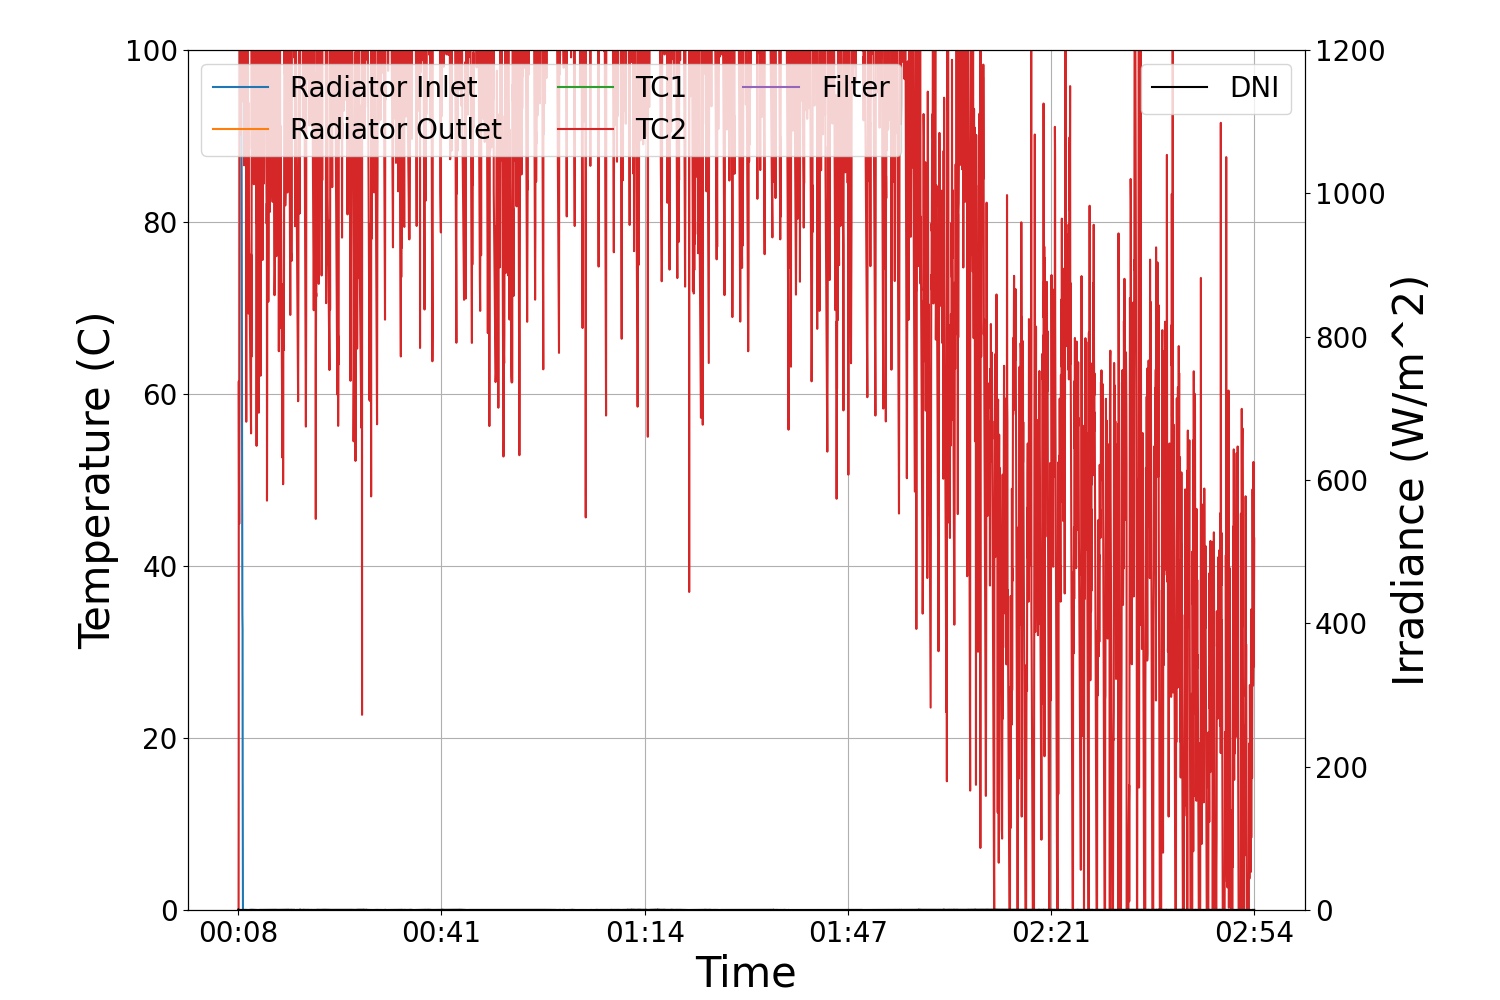 100
80
60
40
20
0
Temperature (C)
Radiator Inlet
Radiator Outlet
TC1
TC2
Filter
DNI
1200
1000
800
600
400
200
0
Irradiance (W/m^2)
00:08 00:41 01:14 01:47 02:21 02:54
Time